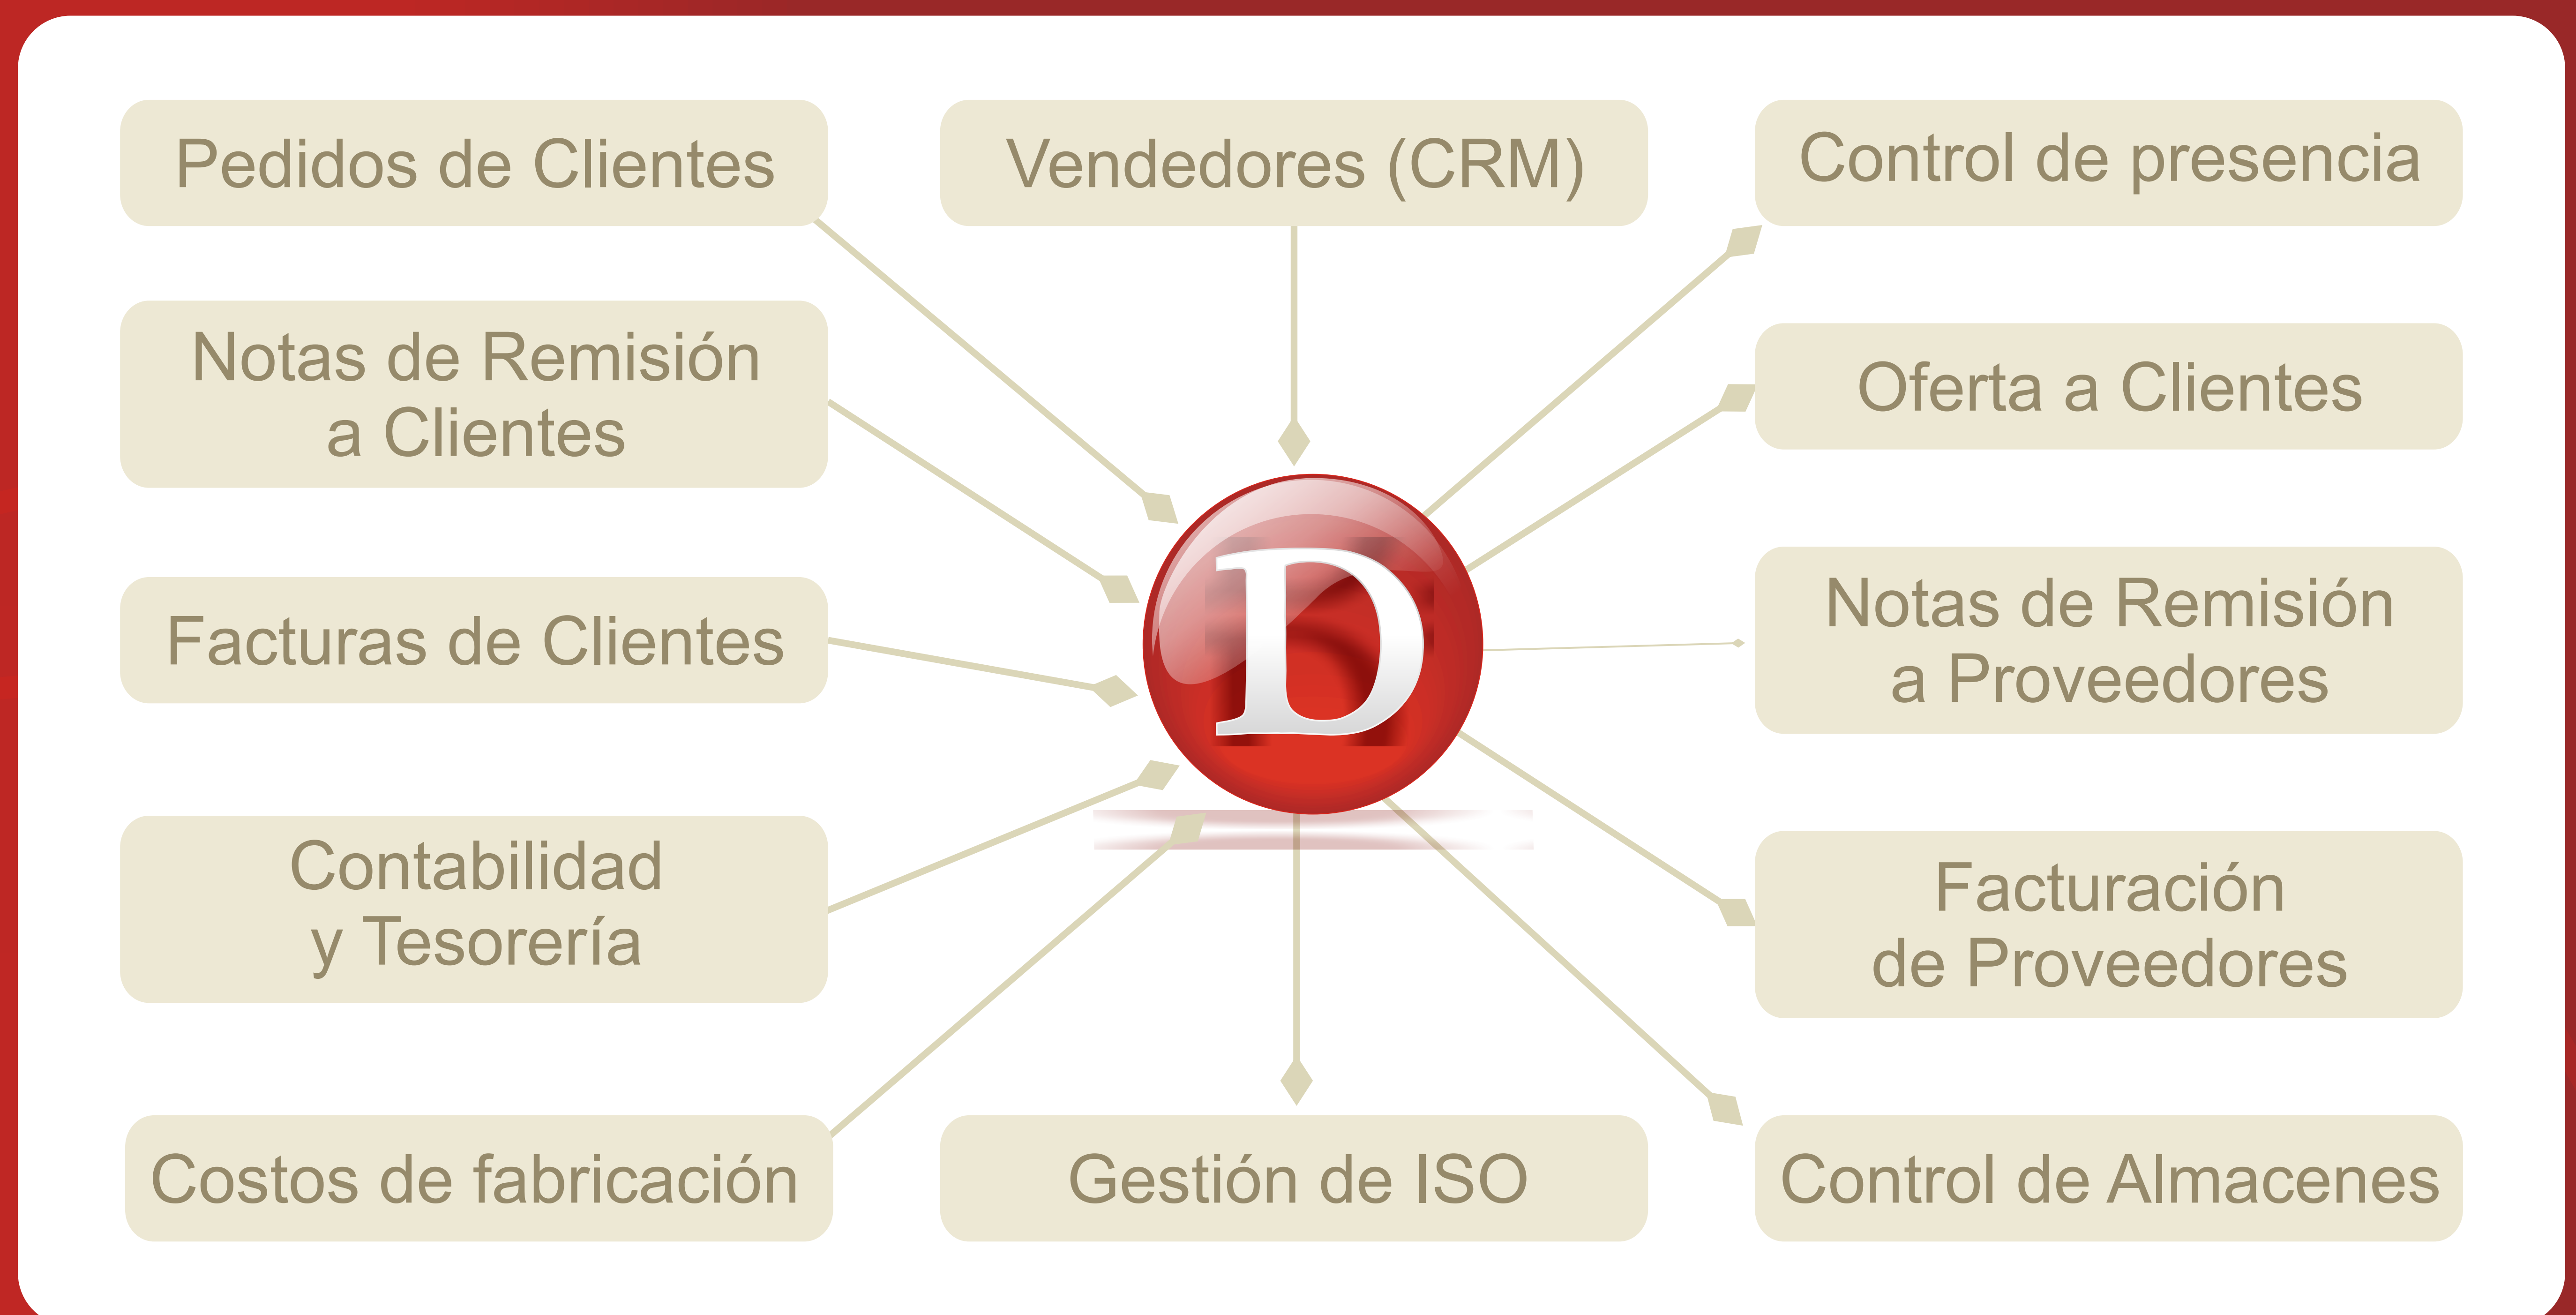 Pedidos de Clientes
Vendedores (CRM)
Control de presencia
Notas de Remisión
a Clientes
Oferta a Clientes
Facturas de Clientes
D
Notas de Remisión
a Proveedores
Contabilidad
y Tesorería
Facturación
de Proveedores
Costos de fabricación
Gestión de ISO
Control de Almacenes